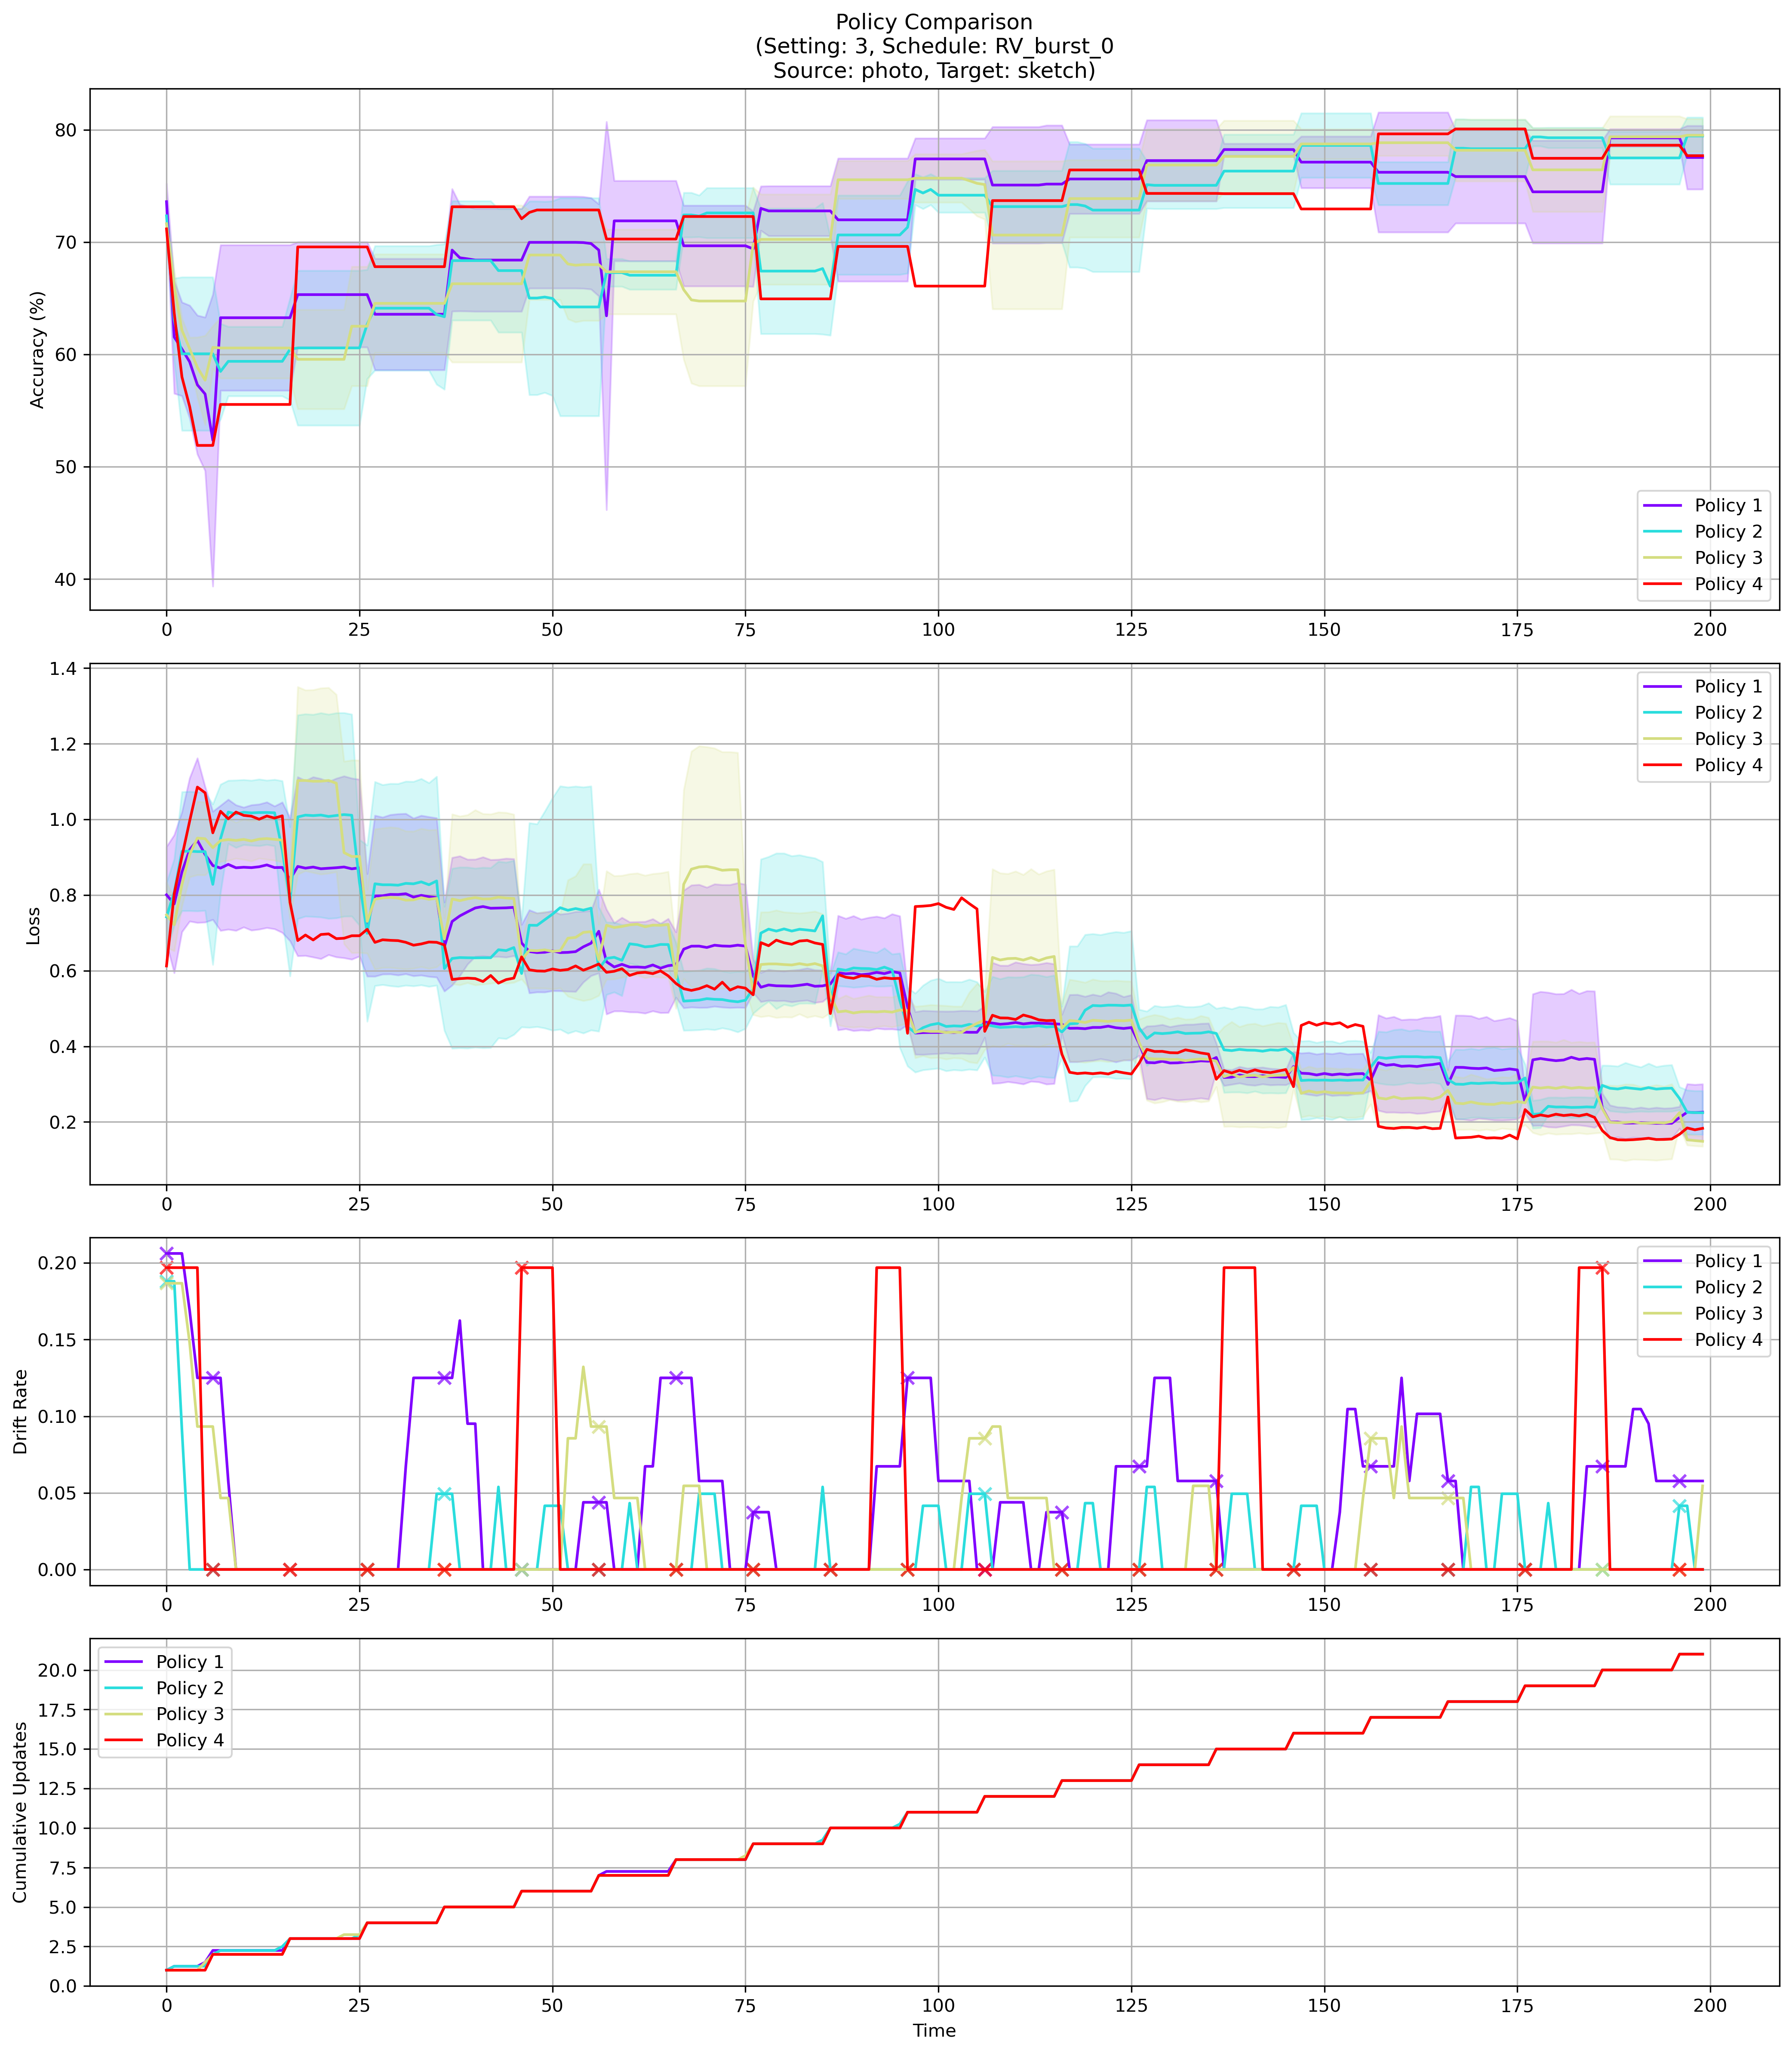 Policy Comparison
(Setting: 3, Schedule: RV_burst_0
Source: photo, Target: sketch)
Accuracy (%)
80
70
60
50
40
Policy 1
Policy 2
Policy 3
Policy 4
0 25 50 75 100 125 150 175 200
Loss
1.4
1.2
1.0
0.8
0.6
0.4
0.2
Policy 1
Policy 2
Policy 3
Policy 4
0 25 50 75 100 125 150 175 200
Drift Rate
0.20
0.15
0.10
0.05
0.00
Policy 1
Policy 2
Policy 3
Policy 4
0 25 50 75 100 125 150 175 200
Cumulative Updates
20.0
17.5
15.0
12.5
10.0
7.5
5.0
2.5
0.0
Policy 1
Policy 2
Policy 3
Policy 4
0 25 50 75 100 125 150 175 200
Time